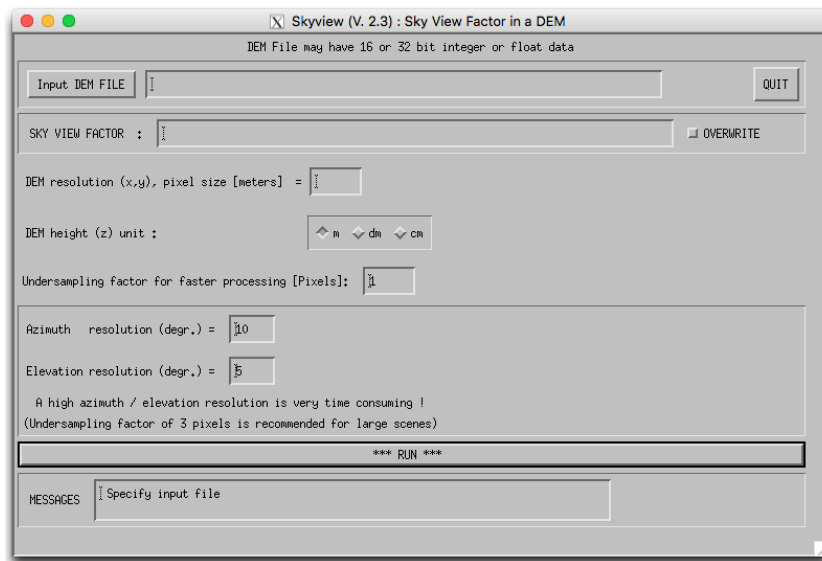 Skyview (V. 2.3) : Sky View Factor in a DEM
DEM File may have 16 or 32 bit integer or float data
Input DEM FILE QUIT
SKY VIEW FACTOR : OVERWRITE
DEM resolution (x,y), pixel size [meters] =
DEM height (z) unit : m dm cm
Undersampling factor for faster processing [Pixels]: 1
Azimuth resolution (degr.) = 10
Elevation resolution (degr.) = 5
A high azimuth / elevation resolution is very time consuming !
(Undersampling factor of 3 pixels is recommended for large scenes)
*** RUN ***
MESSAGES Specify input file